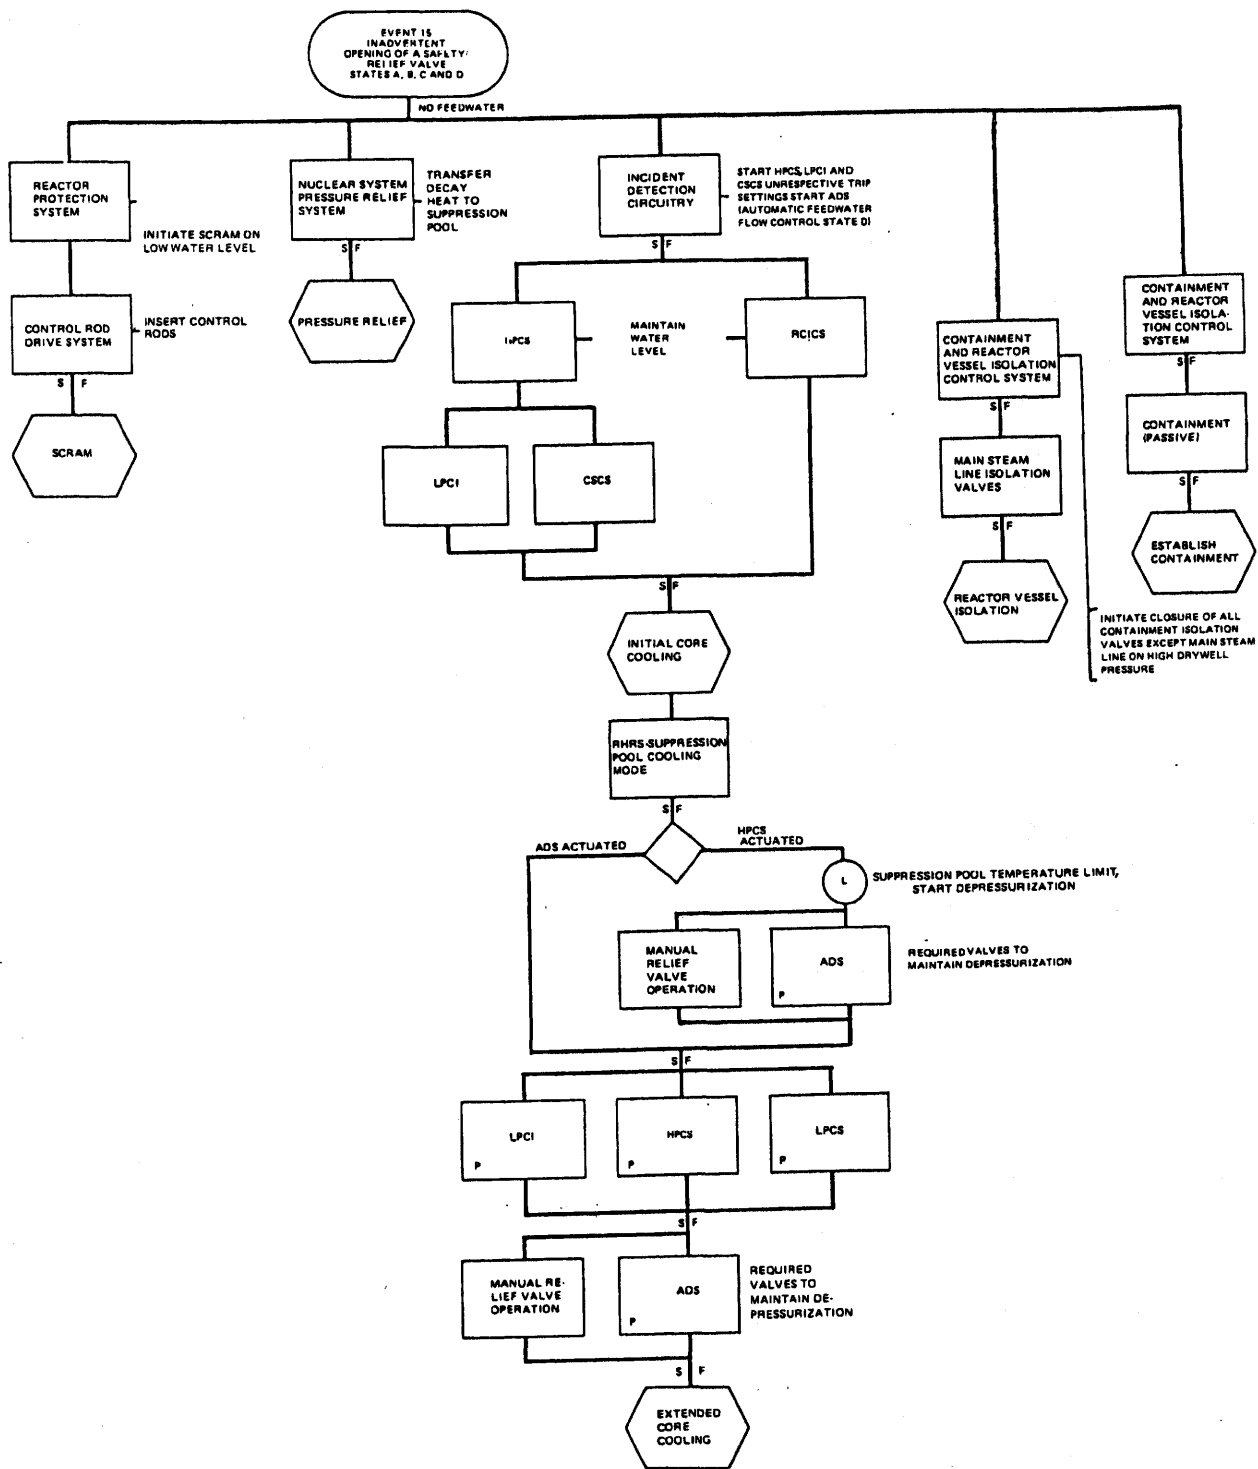 EVENT 15
INADVERTENT
OPENING OF A SAFETY/
RELIEF VALVE
STATES A, B, C AND D
NO FEEDWATER
REACTOR
PROTECTION
SYSTEM
INITIATE SCRAM ON
LOW WATER LEVEL
CONTROL ROD
DRIVE SYSTEM
INSERT CONTROL
RODS
S F
SCRAM
NUCLEAR SYSTEM
PRESSURE RELIEF
SYSTEM
TRANSFER
DECAY
HEAT TO
SUPPRESSION
POOL
S F
PRESSURE RELIEF
INCIDENT
DETECTION
CIRCUITRY
START HPCS, LPCI AND
CSCS UNRESPECTIVE TRIP
SETTINGS START ADS
(AUTOMATIC FEEDWATER
FLOW CONTROL STATE D)
S F
MAINTAIN
WATER
LEVEL
RCICS
LPCI
CSCS
S F
INITIAL CORE
COOLING
CONTAINMENT
AND REACTOR
VESSEL ISOLATION
CONTROL SYSTEM
S F
MAIN STEAM
LINE ISOLATION
VALVES
S F
REACTOR VESSEL
ISOLATION
INITIATE CLOSURE OF ALL
CONTAINMENT ISOLATION
VALVES EXCEPT MAIN STEAM
LINE ON HIGH DRYWELL
PRESSURE
CONTAINMENT
AND REACTOR
VESSEL ISOLA-
TION CONTROL
SYSTEM
S F
CONTAINMENT
(PASSIVE)
S F
ESTABLISH
CONTAINMENT
RHRS-SUPPRESSION
POOL COOLING
MODE
S F
ADS ACTUATED
HPCS
ACTUATED
L
SUPPRESSION POOL TEMPERATURE LIMIT,
START DEPRESSURIZATION
MANUAL
RELIEF
VALVE
OPERATION
ADS
P
REQUIRED VALVES TO
MAINTAIN DEPRESSURIZATION
S F
LPCI
P
HPCS
P
LPCS
P
S F
MANUAL RE-
LIEF VALVE
OPERATION
ADS
P
REQUIRED
VALVES TO
MAINTAIN DE-
PRESSURIZATION
S F
EXTENDED
CORE
COOLING